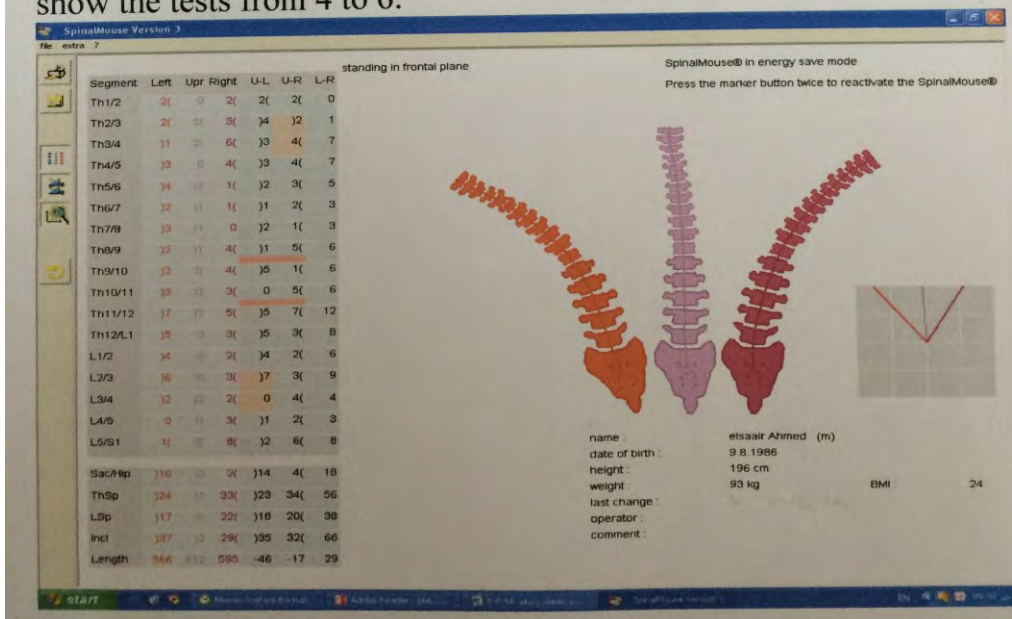 show the tests from 4 to 6.
SpinalMouse Version 3
file extra ?
standing in frontal plane
SpinalMouse® in energy save mode
Press the marker button twice to reactivate the SpinalMouse®
Segment Left Upr Right U-L U-R L-R
Th1/2 2( 0 2( 2( 2( 0
Th2/3 2( 3( )4 )2 1
Th3/4 )1 6( )3 4( 7
Th4/5 )3 0 4( )3 4( 7
Th5/6 )4 1( )2 3( 5
Th6/7 )2 1( )1 2( 3
Th7/8 )3 0 )2 1( 3
Th8/9 )2 4( )1 5( 6
Th9/10 )2 4( )5 1( 6
Th10/11 )3 3( 0 5( 6
Th11/12 )7 5( )5 7( 12
Th12/L1 )5 3( )5 3( 8
L1/2 )4 2( )4 2( 6
L2/3 )6 3( )7 3( 9
L3/4 )2 2( 0 4( 4
L4/5 0 3( )1 2( 3
L5/S1 1( 8( )2 6( 8
Sac/Hip )16 2( )14 4( 18
ThSp )24 33( )23 34( 56
LSp )17 22( )18 20( 38
Incl )37 29( )35 32( 66
Length 566 612 595 -46 -17 29
name : elsaair Ahmed (m)
date of birth : 9.8.1986
height : 196 cm
weight : 93 kg BMI : 24
last change :
operator :
comment :
start
EN